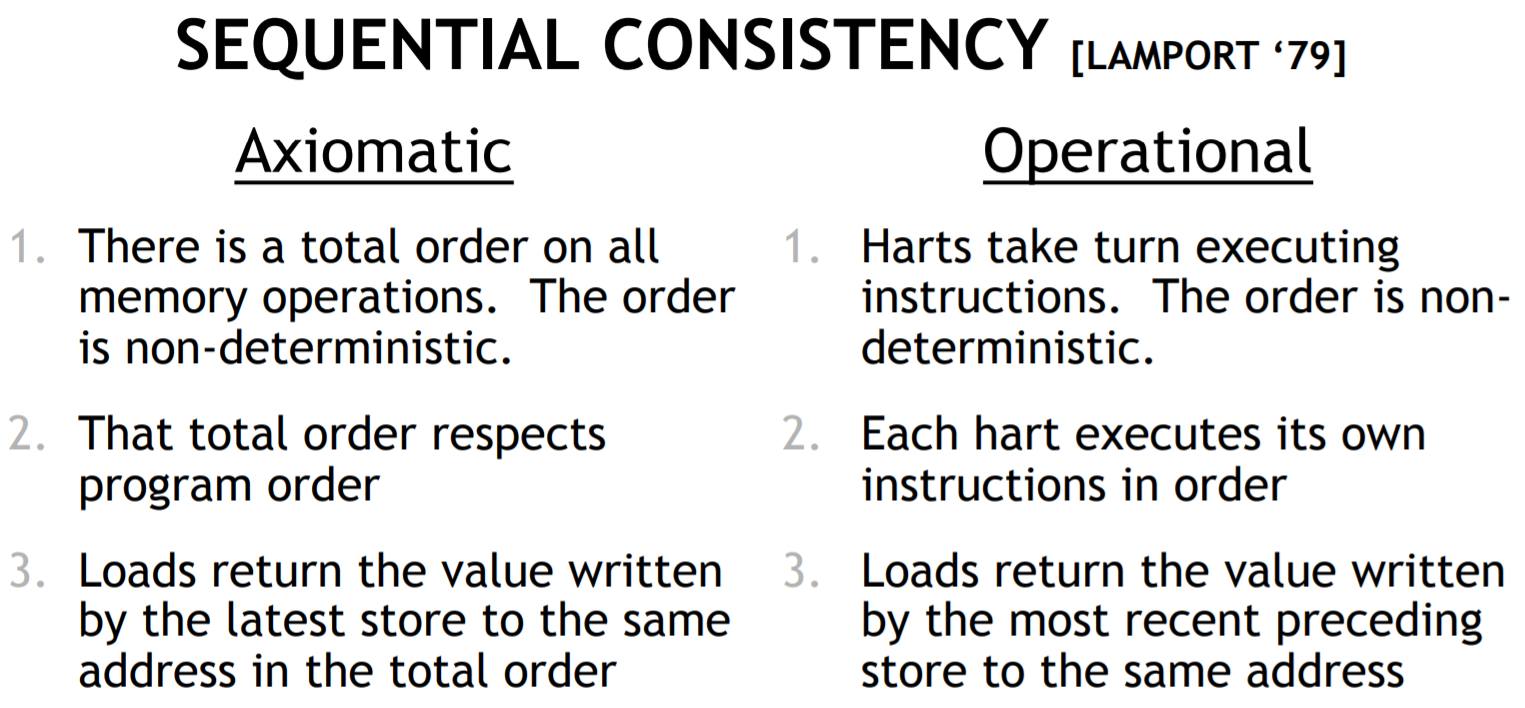 SEQUENTIAL CONSISTENCY [LAMPORT ‘79]
Axiomatic
1. There is a total order on all
memory operations. The order
is non-deterministic.
2. That total order respects
program order
3. Loads return the value written
by the latest store to the same
address in the total order
Operational
1. Harts take turn executing
instructions. The order is non-
deterministic.
2. Each hart executes its own
instructions in order
3. Loads return the value written
by the most recent preceding
store to the same address